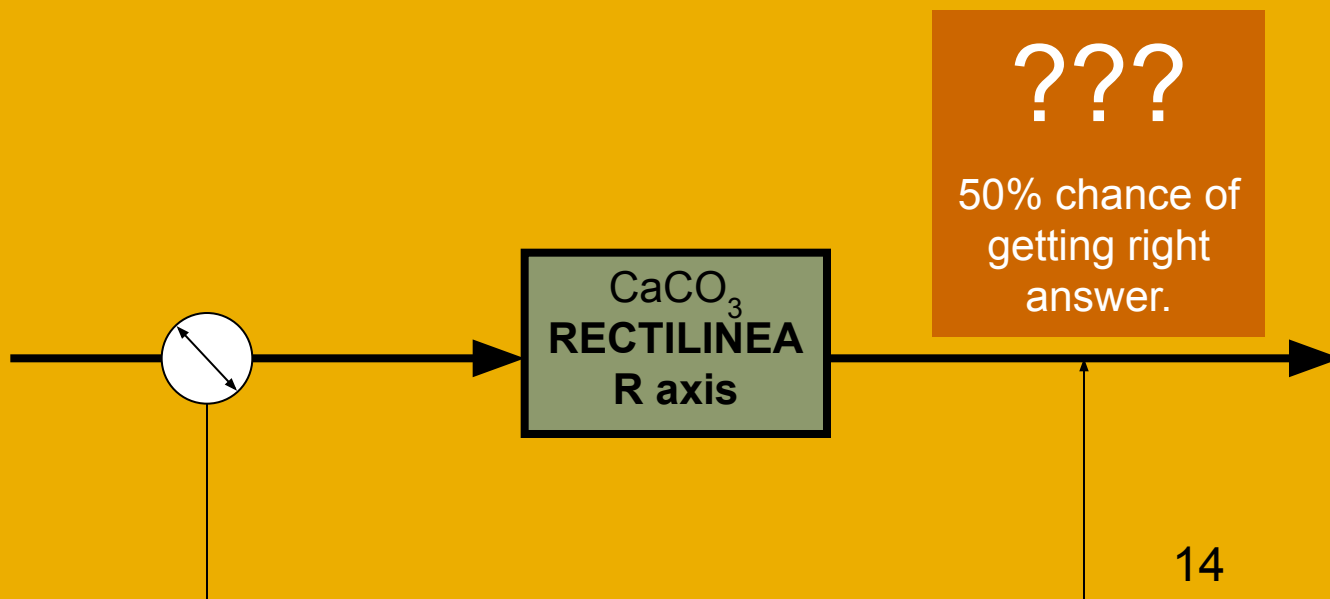 ???
50% chance of
getting right
answer.
CaCO₃
RECTILINEA
R axis
14